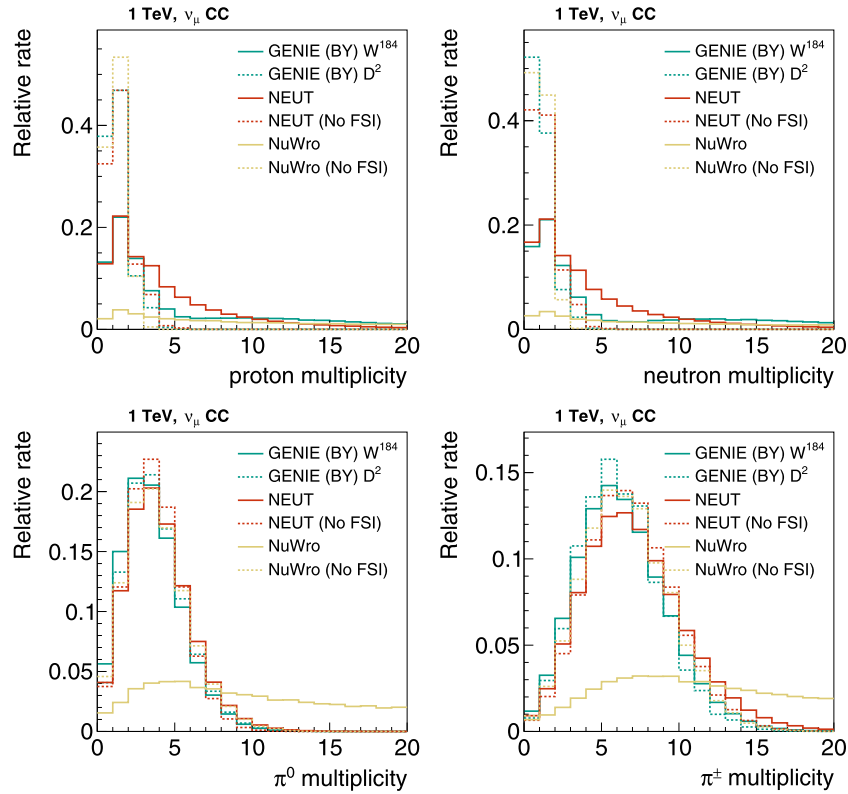 1 TeV, νμ CC
Relative rate
GENIE (BY) W184
GENIE (BY) D2
NEUT
NEUT (No FSI)
NuWro
NuWro (No FSI)
0.4
0.2
0
0 5 10 15 20
proton multiplicity
1 TeV, νμ CC
Relative rate
GENIE (BY) W184
GENIE (BY) D2
NEUT
NEUT (No FSI)
NuWro
NuWro (No FSI)
0.4
0.2
0
0 5 10 15 20
neutron multiplicity
1 TeV, νμ CC
Relative rate
GENIE (BY) W184
GENIE (BY) D2
NEUT
NEUT (No FSI)
NuWro
NuWro (No FSI)
0.2
0.15
0.1
0.05
0
0 5 10 15 20
π0 multiplicity
1 TeV, νμ CC
Relative rate
GENIE (BY) W184
GENIE (BY) D2
NEUT
NEUT (No FSI)
NuWro
NuWro (No FSI)
0.15
0.1
0.05
0
0 5 10 15 20
π± multiplicity